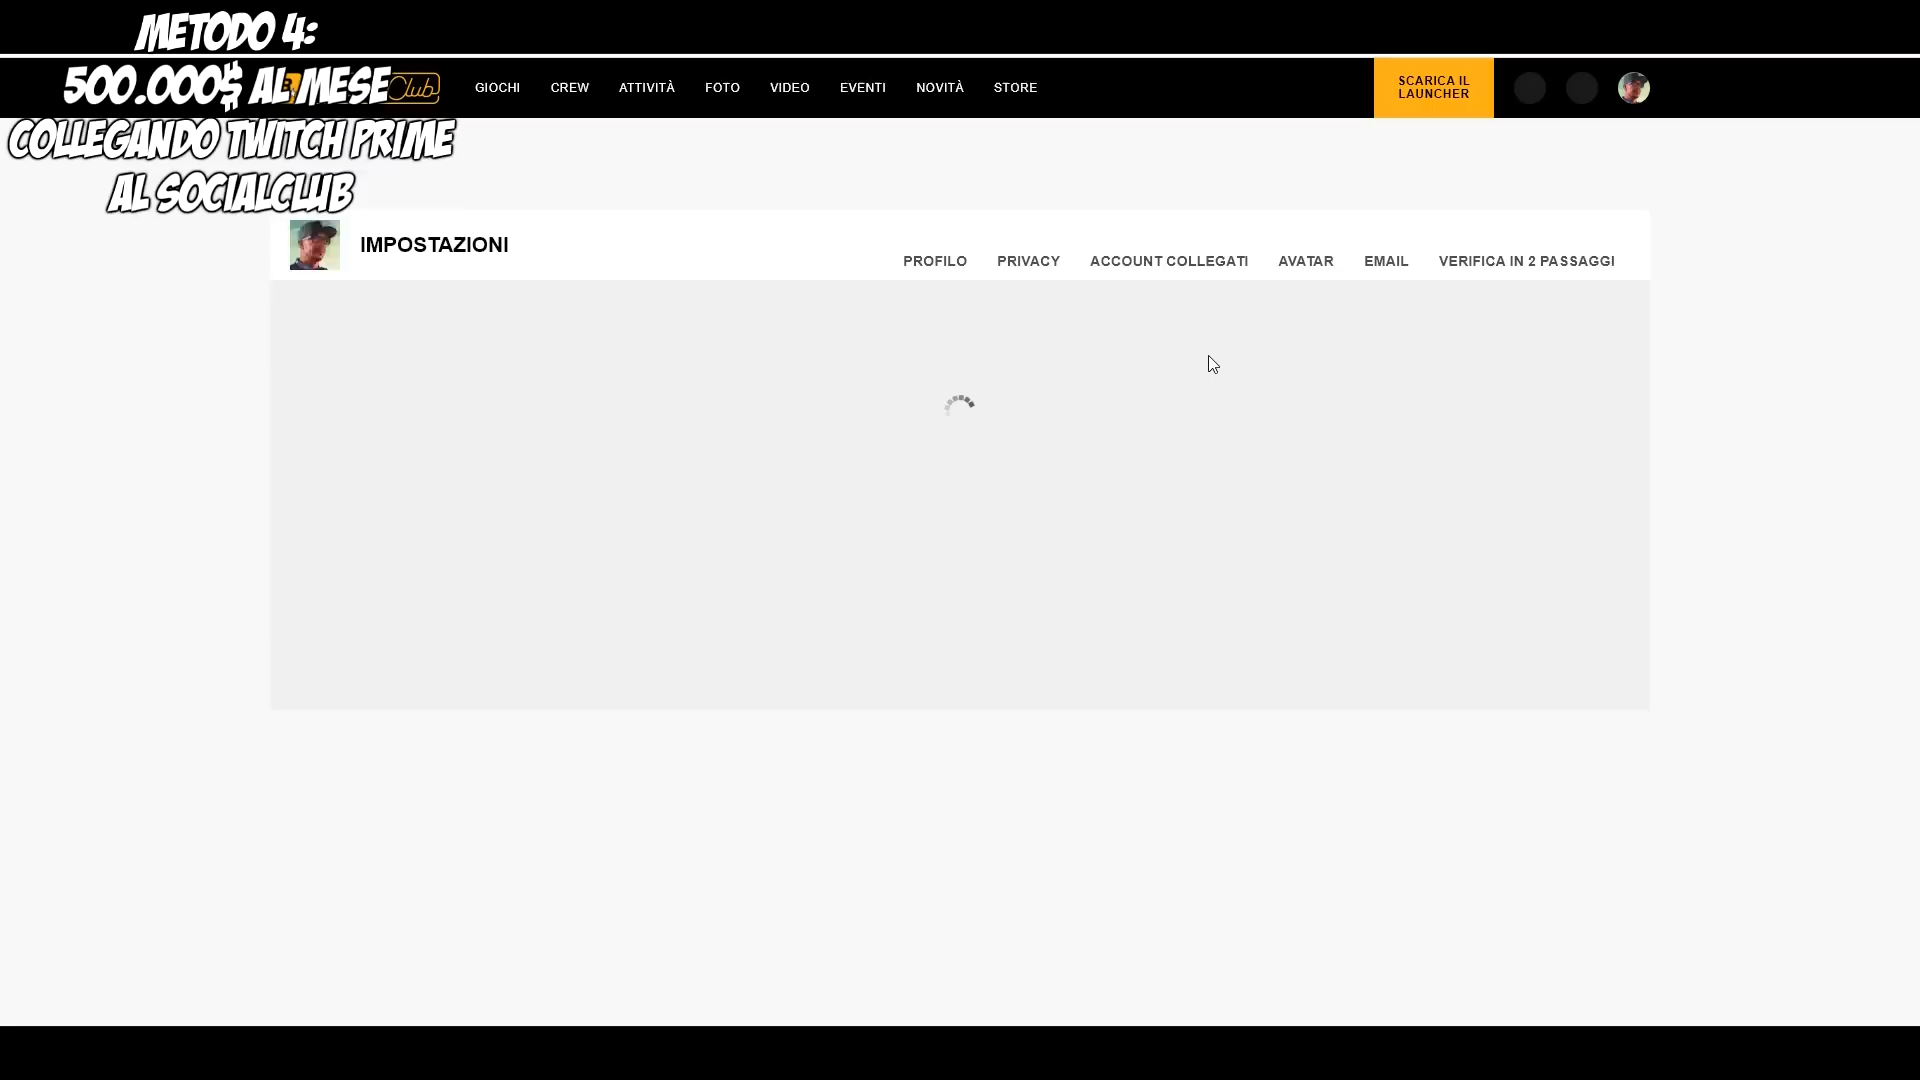 METODO 4:
500.000$ AL MESE
Club
COLLEGANDO TWITCH PRIME
AL SOCIALCLUB
GIOCHI CREW ATTIVITÀ FOTO VIDEO EVENTI NOVITÀ STORE
SCARICA IL
LAUNCHER
IMPOSTAZIONI
PROFILO PRIVACY ACCOUNT COLLEGATI AVATAR EMAIL VERIFICA IN 2 PASSAGGI